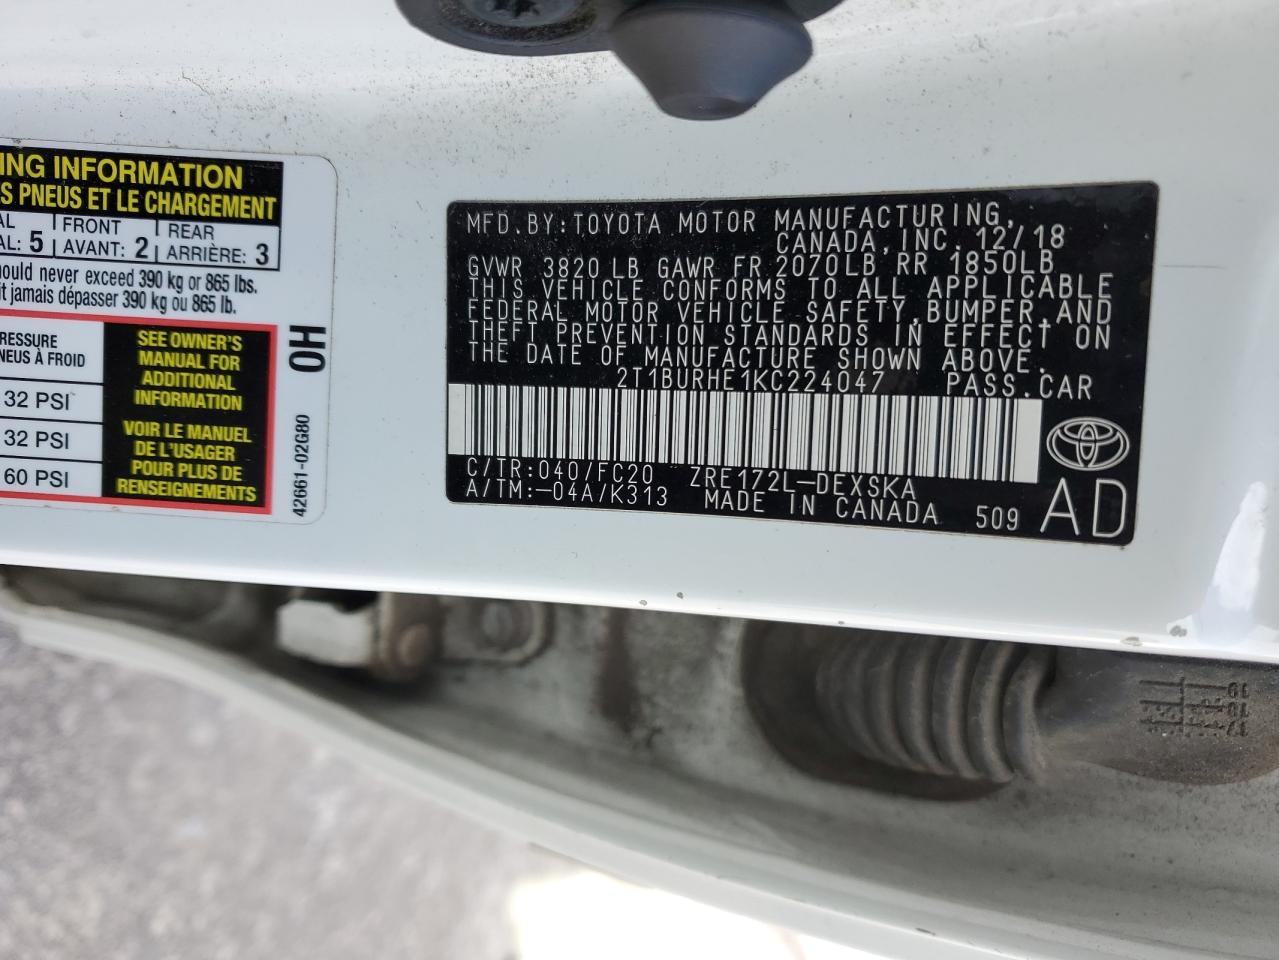 ING INFORMATION
S PNEUS ET LE CHARGEMENT
AL FRONT REAR
AL: 5 AVANT: 2 ARRIÈRE: 3
ould never exceed 390 kg or 865 lbs.
it jamais dépasser 390 kg ou 865 lb.
RESSURE
NEUS À FROID
32 PSI
32 PSI
60 PSI
SEE OWNER'S
MANUAL FOR
ADDITIONAL
INFORMATION
VOIR LE MANUEL
DE L'USAGER
POUR PLUS DE
RENSEIGNEMENTS
0H
42661-02G80
MFD.BY:TOYOTA MOTOR MANUFACTURING,
CANADA,INC. 12/18
GVWR 3820 LB GAWR FR 2070LB RR 1850LB
THIS VEHICLE CONFORMS TO ALL APPLICABLE
FEDERAL MOTOR VEHICLE SAFETY,BUMPER,AND
THEFT PREVENTION STANDARDS IN EFFECT ON
THE DATE OF MANUFACTURE SHOWN ABOVE.
2T1BURHE1KC224047 PASS.CAR
C/TR:040/FC20 ZRE172L-DEXSKA
A/TM:-04A/K313 MADE IN CANADA 509 AD